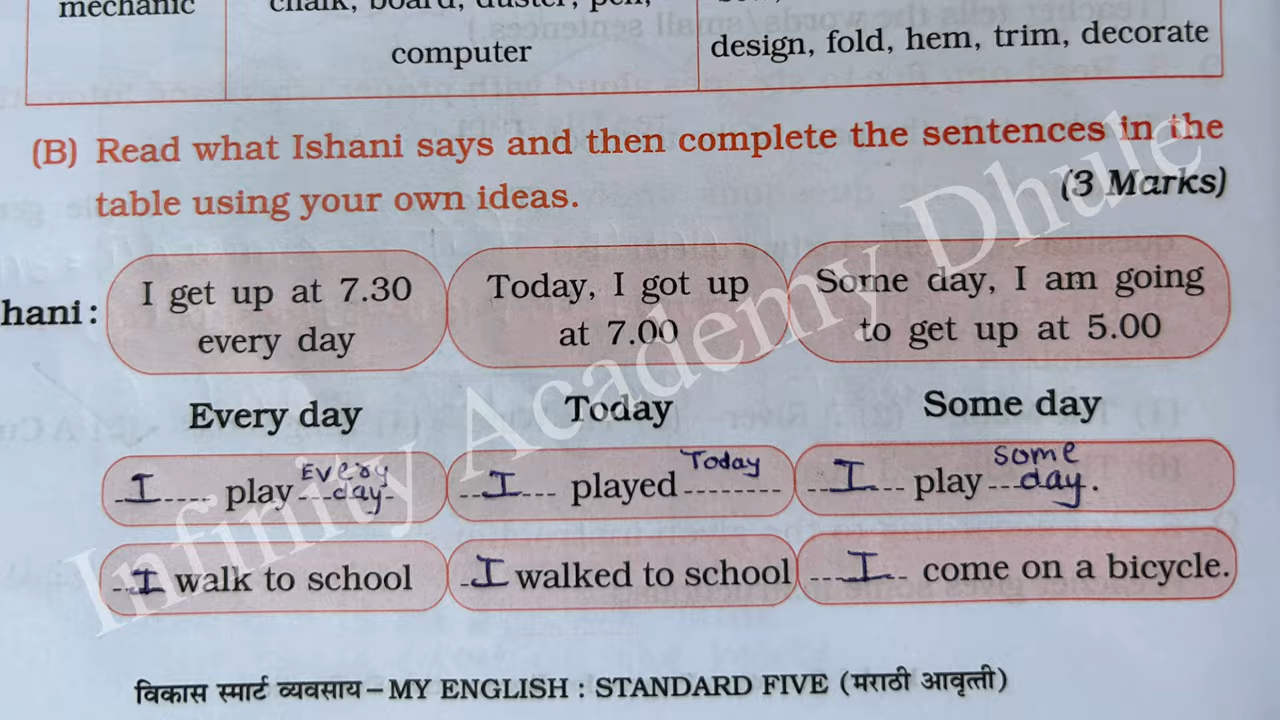 mechanic chalk, board, duster, pen,
computer design, fold, hem, trim, decorate
(B) Read what Ishani says and then complete the sentences in the
table using your own ideas. (3 Marks)
hani : I get up at 7.30 every day
Today, I got up at 7.00
Some day, I am going to get up at 5.00
Every day Today Some day
I play Every day
I played Today
I play some day.
I walk to school I walked to school I come on a bicycle.
विकास स्मार्ट व्यवसाय – MY ENGLISH : STANDARD FIVE (मराठी आवृत्ती)
Infinity Academy Dhule